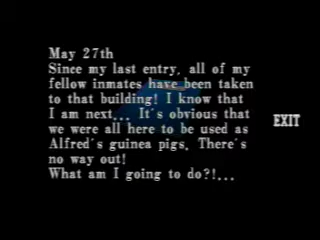 May 27th
Since my last entry, all of my
fellow inmates have been taken
to that building! I know that
I am next... It's obvious that
we were all here to be used as
Alfred's guinea pigs. There's
no way out!
What am I going to do?!...
EXIT